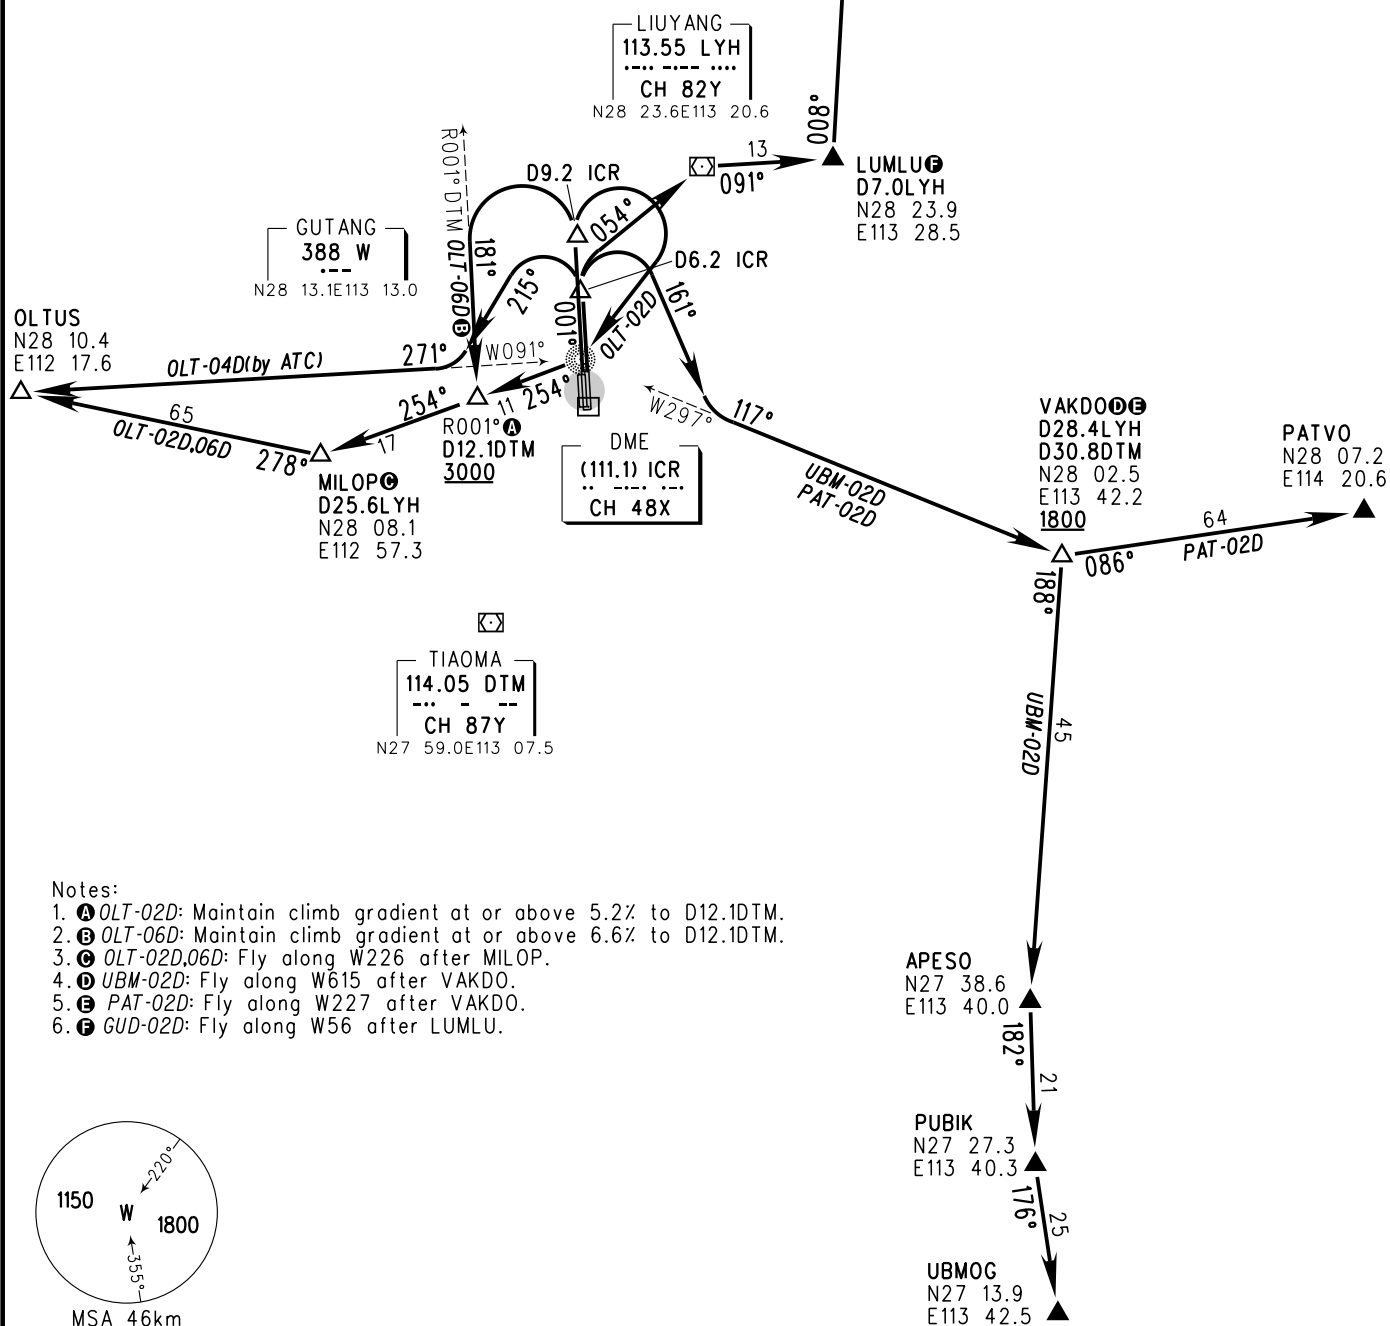 LIUYANG
113.55 LYH
.-.. -.-- ....
CH 82Y
N28 23.6E113 20.6
008°
13
091°
LUMLU F
D7.0LYH
N28 23.9
E113 28.5
R001° DTM
OLT-06D B
D9.2 ICR
054°
GUTANG
388 W
.--
N28 13.1E113 13.0
181°
215°
D6.2 ICR
161°
001°
OLT-02D
OLTUS
N28 10.4
E112 17.6
OLT-04D(by ATC)
271°
W091°
254°
11
254°
17
65
OLT-02D,06D
278°
R001° A
D12.1DTM
3000
MILOP C
D25.6LYH
N28 08.1
E112 57.3
W297°
117°
DME
(111.1) ICR
.. -.-. .-.
CH 48X
UBM-02D
PAT-02D
VAKDO D E
D28.4LYH
D30.8DTM
N28 02.5
E113 42.2
1800
PATVO
N28 07.2
E114 20.6
64
086°
PAT-02D
188°
TIAOMA
114.05 DTM
-.. - --
CH 87Y
N27 59.0E113 07.5
UBM-02D
45
Notes:
1. A OLT-02D: Maintain climb gradient at or above 5.2% to D12.1DTM.
2. B OLT-06D: Maintain climb gradient at or above 6.6% to D12.1DTM.
3. C OLT-02D,06D: Fly along W226 after MILOP.
4. D UBM-02D: Fly along W615 after VAKDO.
5. E PAT-02D: Fly along W227 after VAKDO.
6. F GUD-02D: Fly along W56 after LUMLU.
APESO
N27 38.6
E113 40.0
182°
21
PUBIK
N27 27.3
E113 40.3
176°
25
UBMOG
N27 13.9
E113 42.5
220°
1150
W
1800
355°
MSA 46km